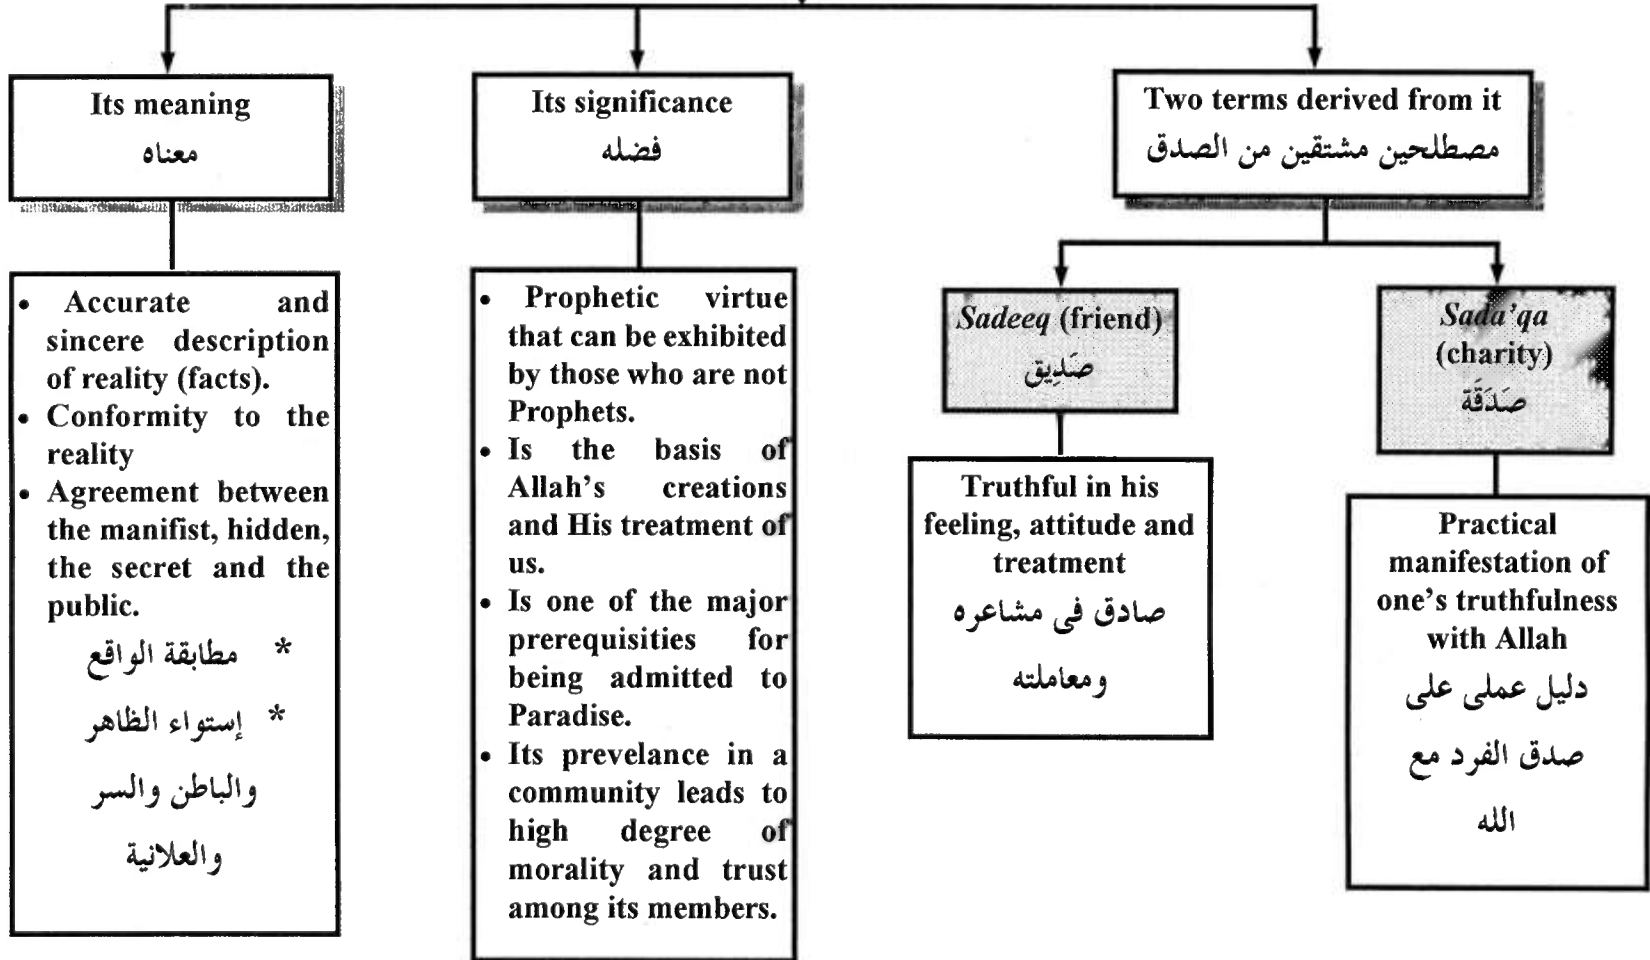 Its meaning
معناه
• Accurate and
sincere description
of reality (facts).
• Conformity to the
reality
• Agreement between
the manifist, hidden,
the secret and the
public.
* مطابقة الواقع
* إستواء الظاهر
والباطن والسر
والعلانية
Its significance
فضله
• Prophetic virtue
that can be exhibited
by those who are not
Prophets.
• Is the basis of
Allah’s creations
and His treatment of
us.
• Is one of the major
prerequisities for
being admitted to
Paradise.
• Its prevelance in a
community leads to
high degree of
morality and trust
among its members.
Two terms derived from it
مصطلحين مشتقين من الصدق
Sadeeq (friend)
صَدِيق
Truthful in his
feeling, attitude and
treatment
صادق فى مشاعره
ومعاملته
Sada’qa
(charity)
صَدَقَة
Practical
manifestation of
one’s truthfulness
with Allah
دليل عملى على
صدق الفرد مع
الله